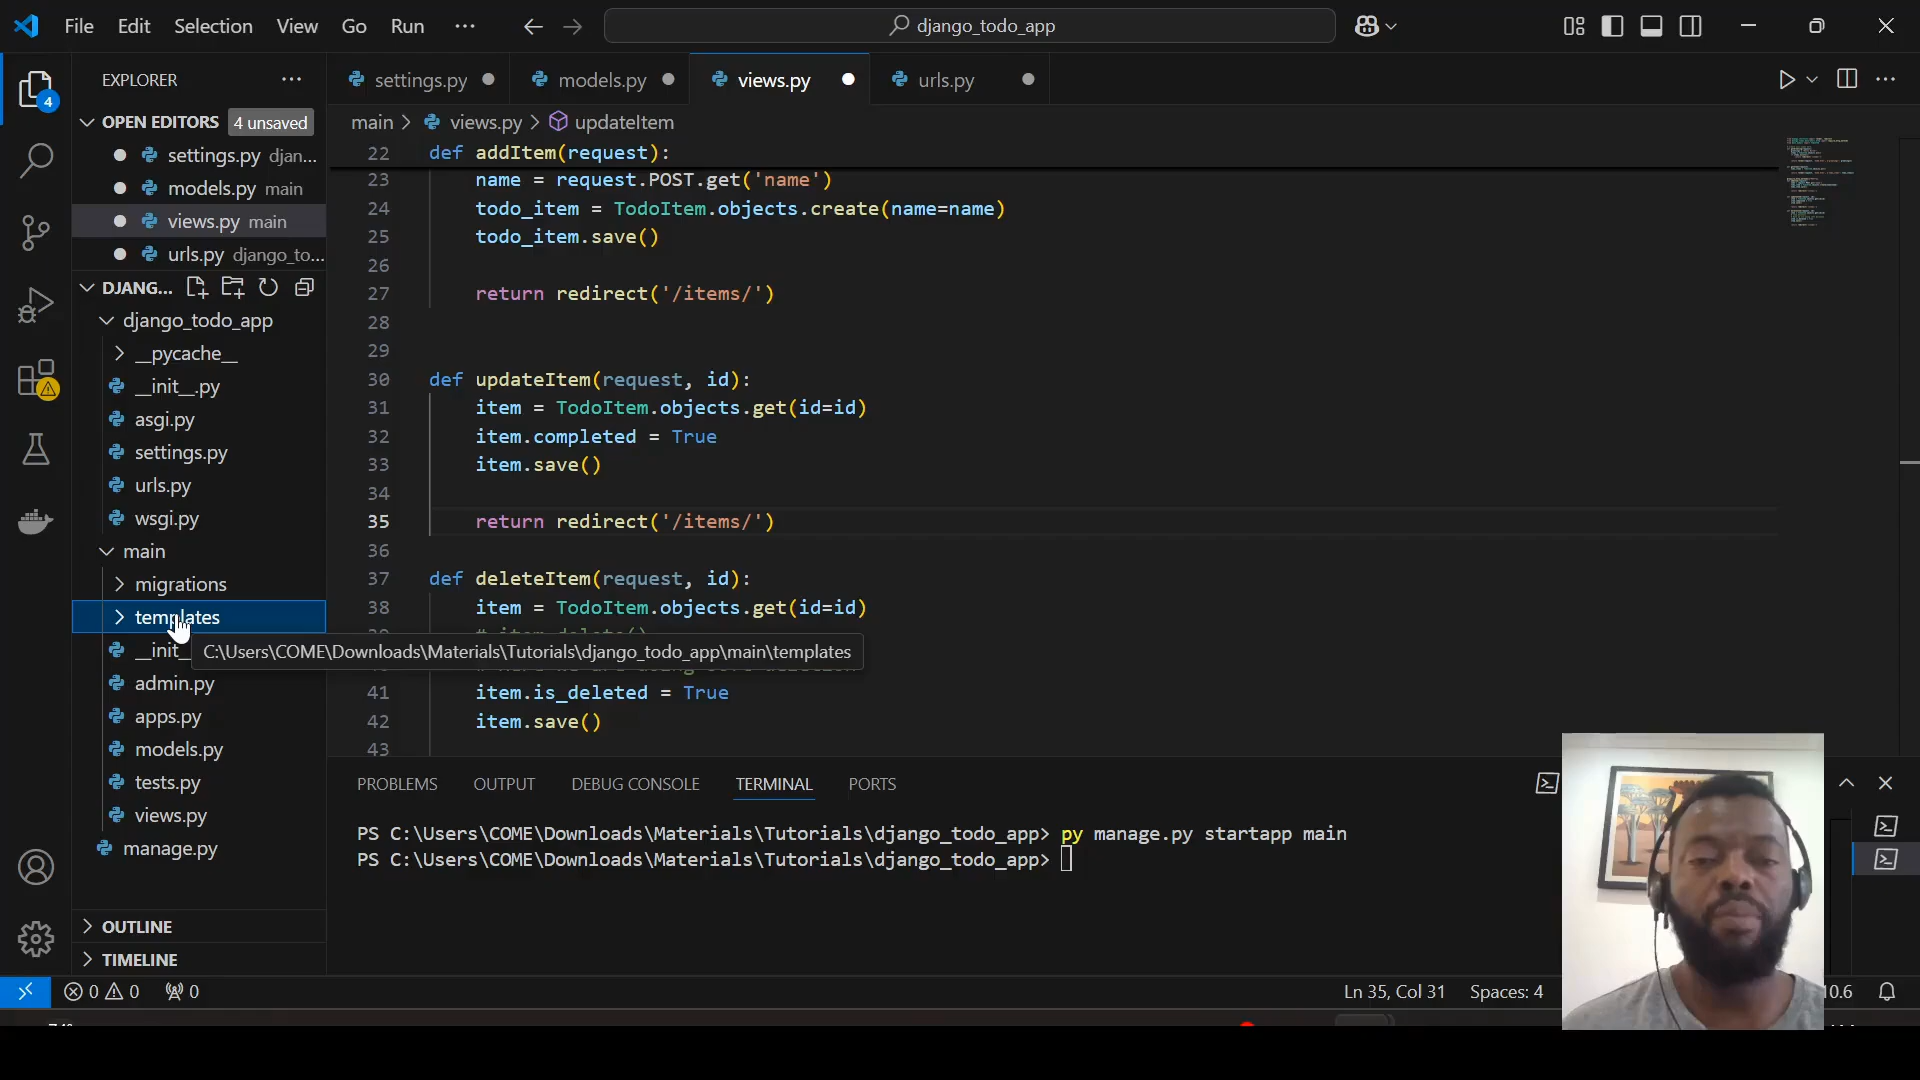 File Edit Selection View Go Run ···
django_todo_app
EXPLORER
settings.py
models.py
views.py
urls.py
OPEN EDITORS 4 unsaved
settings.py djan...
models.py main
views.py main
urls.py django_to...
DJANG...
django_todo_app
__pycache__
__init__.py
asgi.py
settings.py
urls.py
wsgi.py
main
migrations
templates
__init_
admin.py
apps.py
models.py
tests.py
views.py
manage.py
OUTLINE
TIMELINE
main > views.py > updateItem
22 def addItem(request):
23 name = request.POST.get('name')
24 todo_item = TodoItem.objects.create(name=name)
25 todo_item.save()
26
27 return redirect('/items/')
28
29
30 def updateItem(request, id):
31 item = TodoItem.objects.get(id=id)
32 item.completed = True
33 item.save()
34
35 return redirect('/items/')
36
37 def deleteItem(request, id):
38 item = TodoItem.objects.get(id=id)
C:\Users\COME\Downloads\Materials\Tutorials\django_todo_app\main\templates
41 item.is_deleted = True
42 item.save()
43
PROBLEMS OUTPUT DEBUG CONSOLE TERMINAL PORTS
PS C:\Users\COME\Downloads\Materials\Tutorials\django_todo_app> py manage.py startapp main
PS C:\Users\COME\Downloads\Materials\Tutorials\django_todo_app>
4
0 0 0
Ln 35, Col 31 Spaces: 4
10.6